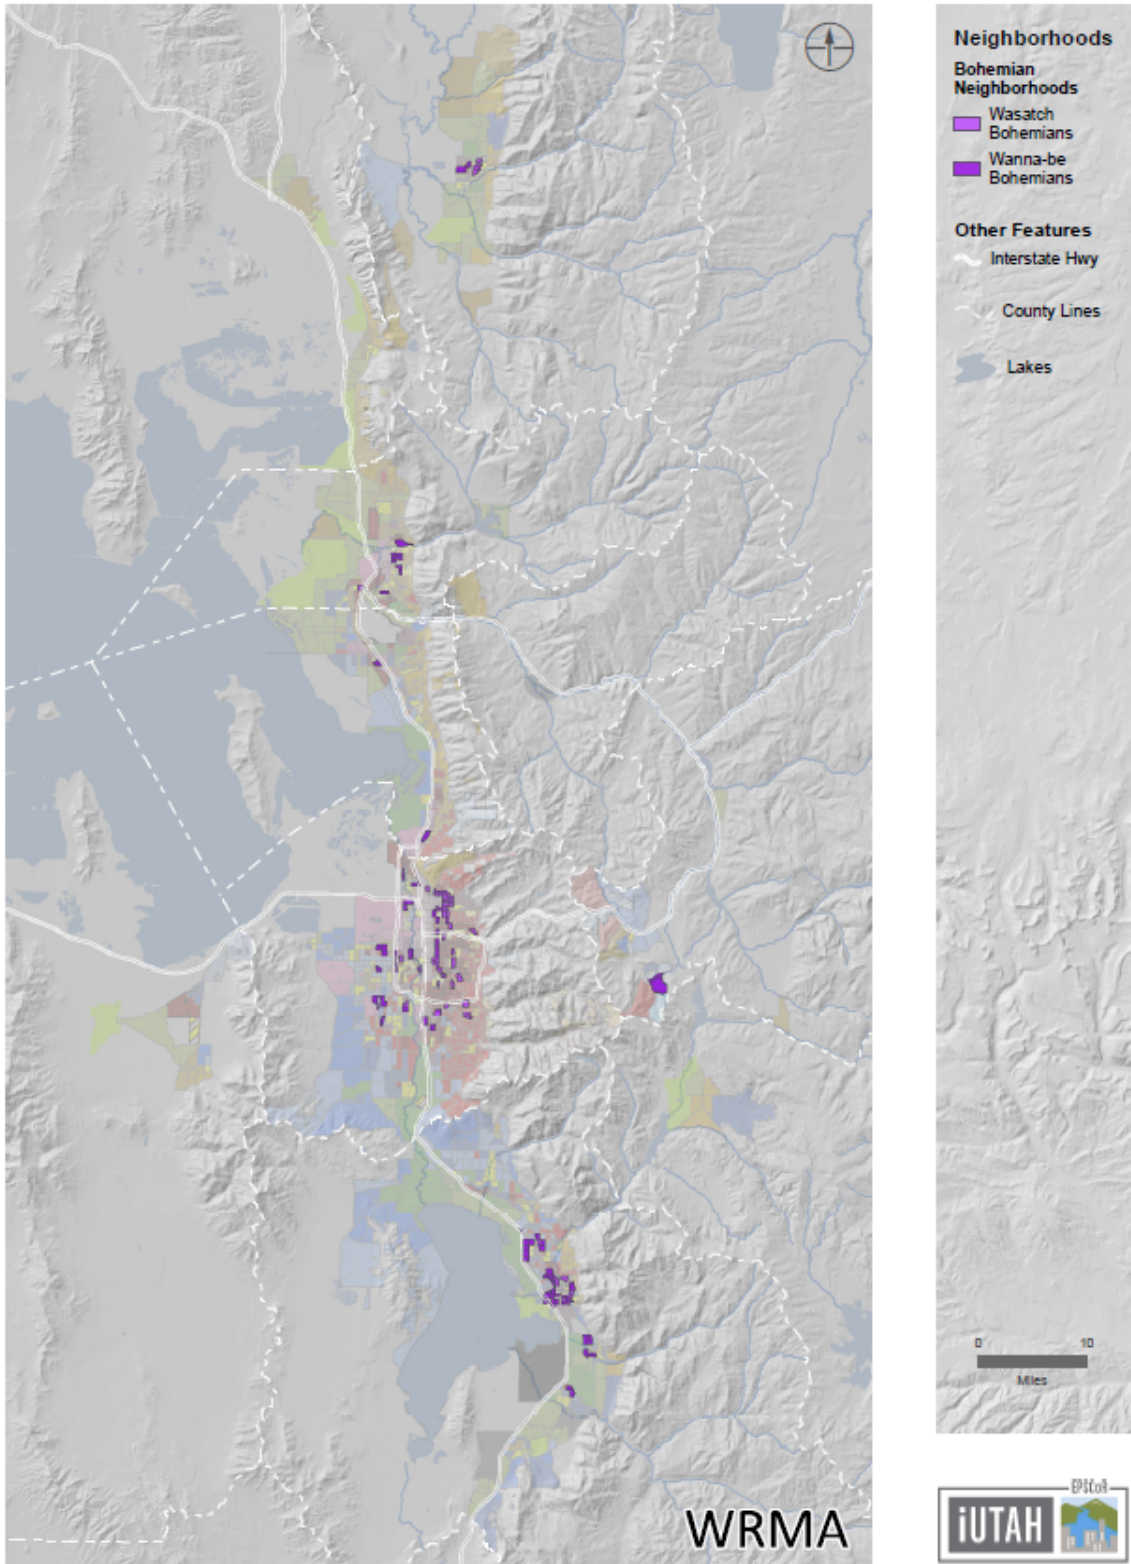 Neighborhoods
Bohemian
Neighborhoods
Wasatch
Bohemians
Wanna-be
Bohemians
Other Features
Interstate Hwy
County Lines
Lakes
0 10
Miles
WRMA
EPSCoR
iUTAH